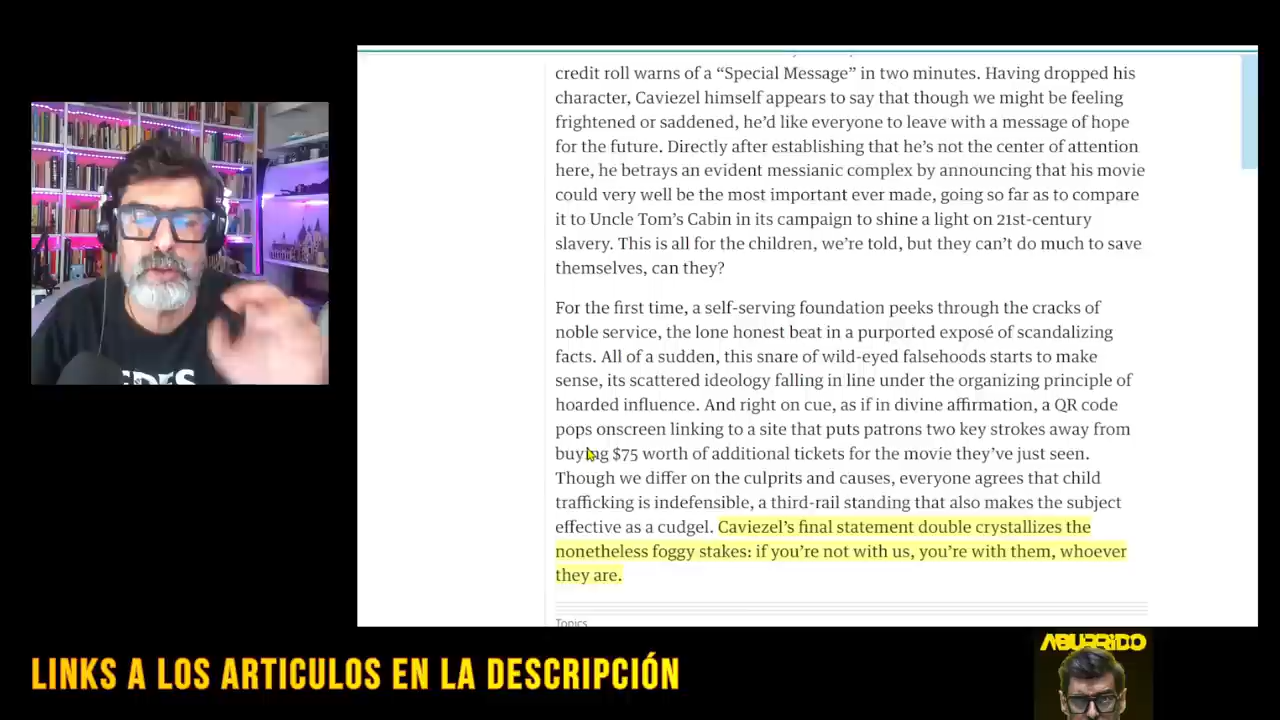 credit roll warns of a “Special Message” in two minutes. Having dropped his
character, Caviezel himself appears to say that though we might be feeling
frightened or saddened, he’d like everyone to leave with a message of hope
for the future. Directly after establishing that he’s not the center of attention
here, he betrays an evident messianic complex by announcing that his movie
could very well be the most important ever made, going so far as to compare
it to Uncle Tom’s Cabin in its campaign to shine a light on 21st-century
slavery. This is all for the children, we’re told, but they can’t do much to save
themselves, can they?
For the first time, a self-serving foundation peeks through the cracks of
noble service, the lone honest beat in a purported exposé of scandalizing
facts. All of a sudden, this snare of wild-eyed falsehoods starts to make
sense, its scattered ideology falling in line under the organizing principle of
hoarded influence. And right on cue, as if in divine affirmation, a QR code
pops onscreen linking to a site that puts patrons two key strokes away from
buying $75 worth of additional tickets for the movie they’ve just seen.
Though we differ on the culprits and causes, everyone agrees that child
trafficking is indefensible, a third-rail standing that also makes the subject
effective as a cudgel. Caviezel’s final statement double crystallizes the
nonetheless foggy stakes: if you’re not with us, you’re with them, whoever
they are.
Topics
LINKS A LOS ARTICULOS EN LA DESCRIPCIÓN
ABURRIDO